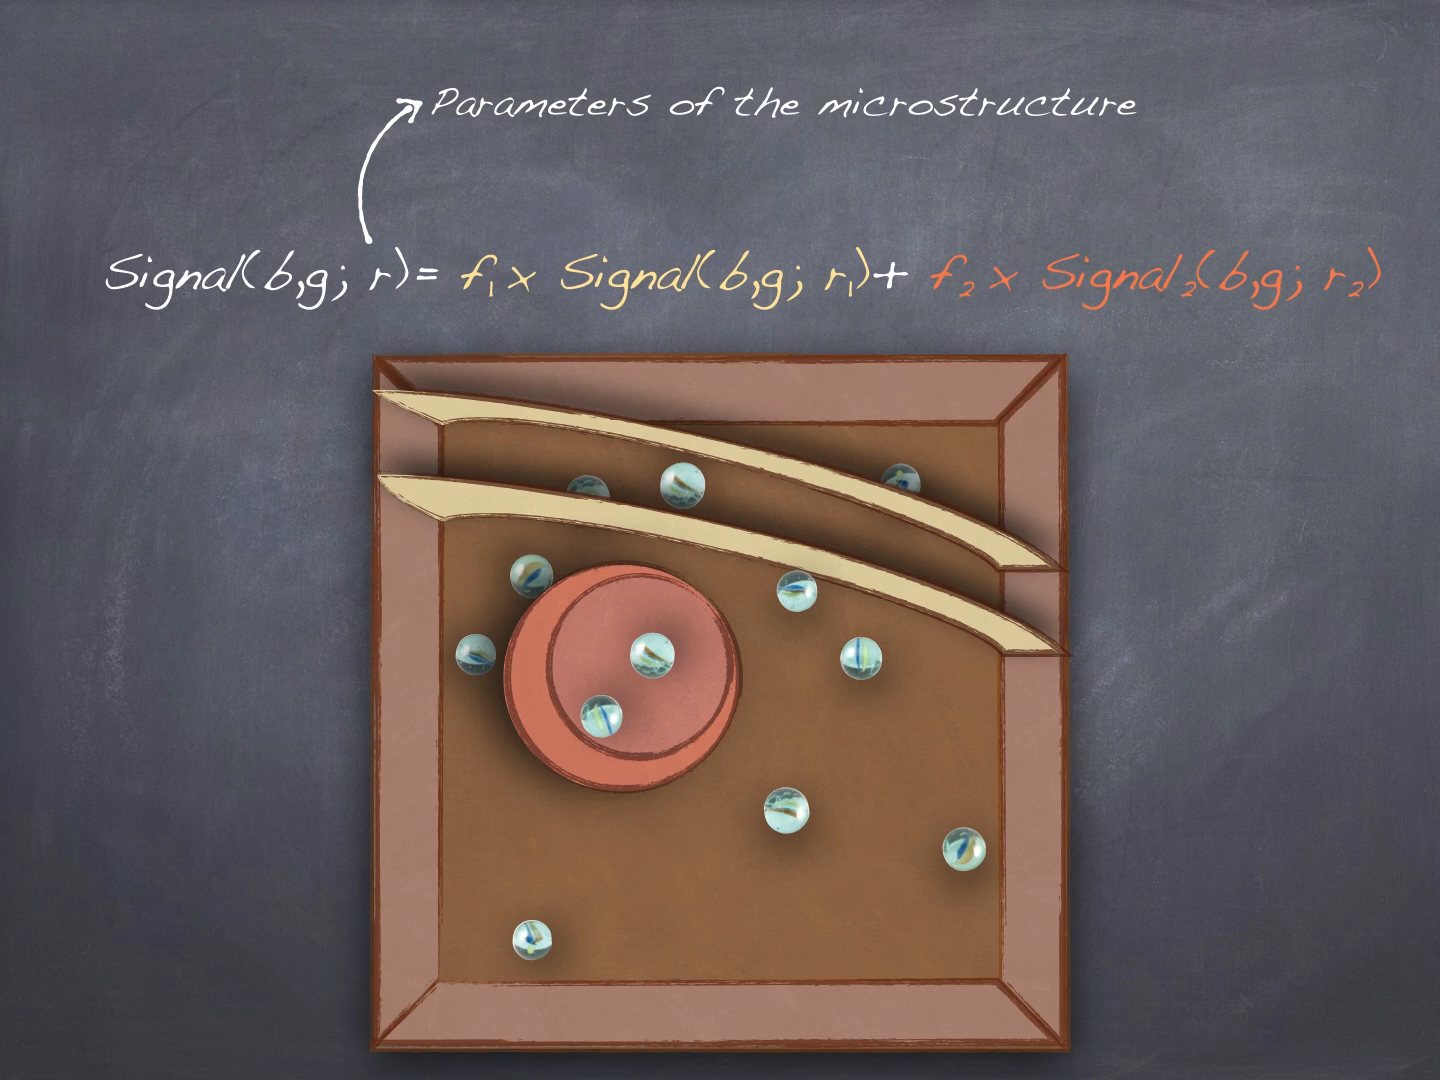 Parameters of the microstructure
Signal(b,g; r)= f₁ x Signal(b,g; r₁)+ f₂ x Signal₂(b,g; r₂)